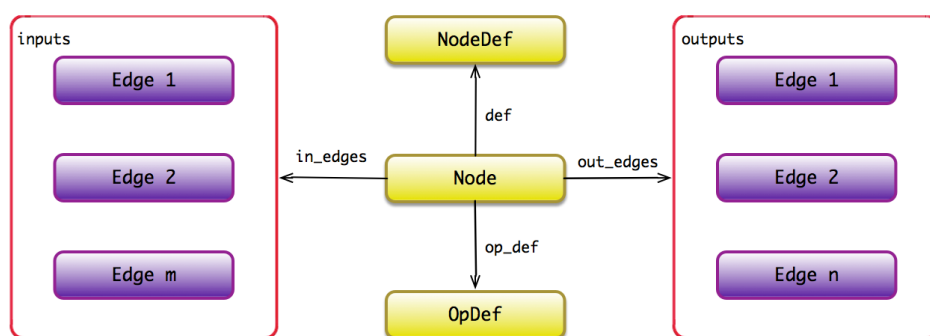 inputs
Edge 1
Edge 2
Edge m
in_edges
NodeDef
def
Node
op_def
OpDef
out_edges
outputs
Edge 1
Edge 2
Edge n